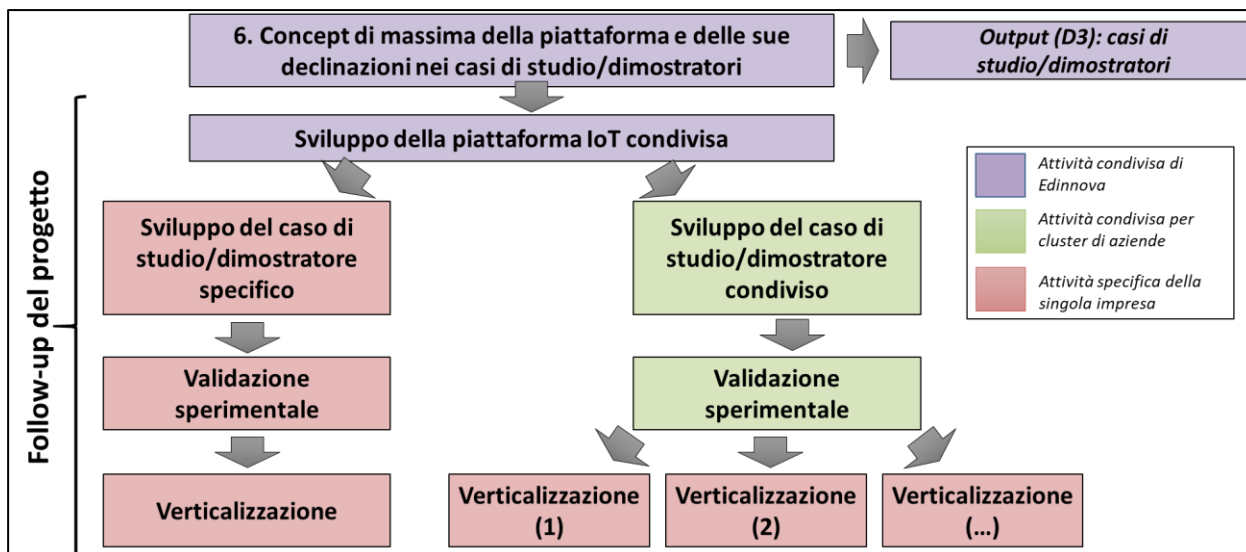 6. Concept di massima della piattaforma e delle sue
declinazioni nei casi di studio/dimostratori
Output (D3): casi di
studio/dimostratori
Follow-up del progetto
Sviluppo della piattaforma IoT condivisa
Sviluppo del caso di
studio/dimostratore
specifico
Sviluppo del caso di
studio/dimostratore
condiviso
Attività condivisa di
Edinnova
Attività condivisa per
cluster di aziende
Attività specifica della
singola impresa
Validazione
sperimentale
Validazione
sperimentale
Verticalizzazione
Verticalizzazione
(1)
Verticalizzazione
(2)
Verticalizzazione
(...)